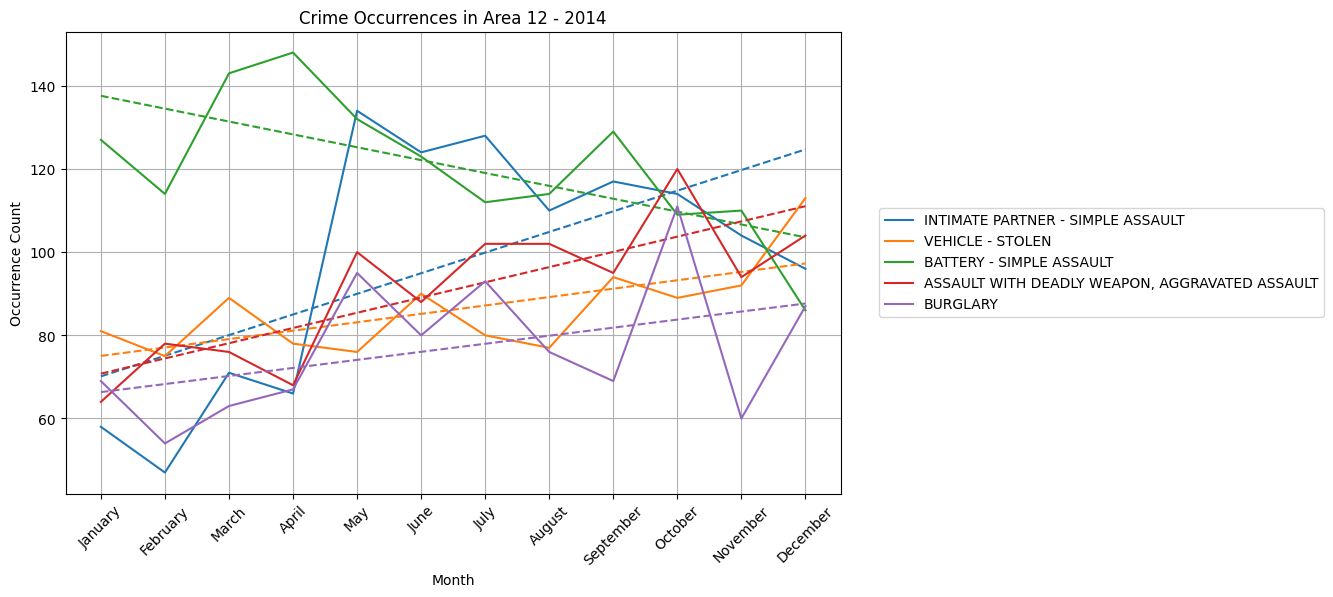 Crime Occurrences in Area 12 - 2014
Occurrence Count
140
120
100
80
60
January
February
March
April
May
June
July
August
September
October
November
December
Month
INTIMATE PARTNER - SIMPLE ASSAULT
VEHICLE - STOLEN
BATTERY - SIMPLE ASSAULT
ASSAULT WITH DEADLY WEAPON, AGGRAVATED ASSAULT
BURGLARY